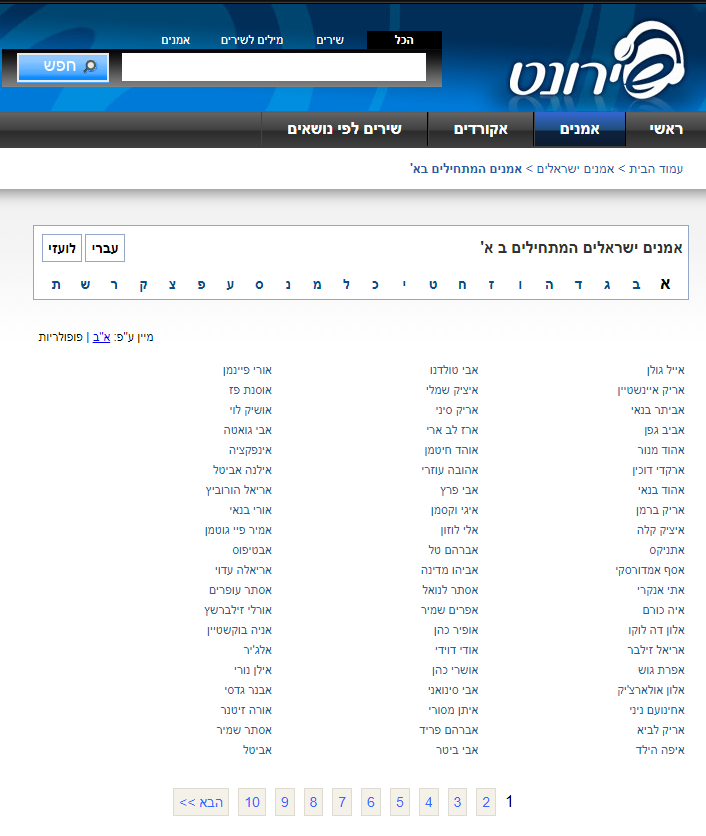 שירונט
הכל שירים מילים לשירים אמנים
חפש
ראשי אמנים אקורדים שירים לפי נושאים
עמוד הבית > אמנים ישראלים > אמנים המתחילים בא'
אמנים ישראלים המתחילים ב א' עברי לועזי
א ב ג ד ה ו ז ח ט י כ ל מ נ ס ע פ צ ק ר ש ת
מיין ע"פ: א"ב | פופולריות
אייל גולן אבי טולדנו אורי פיינמן
אריק איינשטיין איציק שמלי אוסנת פז
אביתר בנאי אריק סיני אושיק לוי
אביב גפן ארז לב ארי אבי גואטה
אהוד מנור אוהד חיטמן אינפקציה
ארקדי דוכין אהובה עוזרי אילנה אביטל
אהוד בנאי אבי פרץ אריאל הורוביץ
אריק ברמן איגי וקסמן אורי בנאי
איציק קלה אלי לוזון אמיר פיי גוטמן
אתניקס אברהם טל אבטיפוס
אסף אמדורסקי אביהו מדינה אריאלה עדוי
אתי אנקרי אסתר לנואל אסתר עופרים
איה כורם אפרים שמיר אורלי זילברשץ
אלון דה לוקו אופיר כהן אניה בוקשטיין
אריאל זילבר אודי דוידי אלג'יר
אפרת גוש אושרי כהן אילן נורי
אלון אולארצ'יק אבי סינואני אבנר גדסי
אחינועם ניני איתן מסורי אורה זיטנר
אריק לביא אברהם פריד אסתר שמיר
איפה הילד אבי ביטר אביטל
1 2 3 4 5 6 7 8 9 10 הבא >>